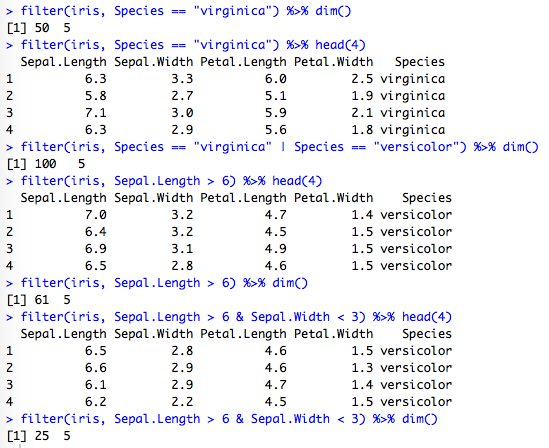 > filter(iris, Species == "virginica") %>% dim()
[1] 50  5
> filter(iris, Species == "virginica") %>% head(4)
  Sepal.Length Sepal.Width Petal.Length Petal.Width   Species
1          6.3         3.3          6.0         2.5 virginica
2          5.8         2.7          5.1         1.9 virginica
3          7.1         3.0          5.9         2.1 virginica
4          6.3         2.9          5.6         1.8 virginica
> filter(iris, Species == "virginica" | Species == "versicolor") %>% dim()
[1] 100   5
> filter(iris, Sepal.Length > 6) %>% head(4)
  Sepal.Length Sepal.Width Petal.Length Petal.Width    Species
1          7.0         3.2          4.7         1.4 versicolor
2          6.4         3.2          4.5         1.5 versicolor
3          6.9         3.1          4.9         1.5 versicolor
4          6.5         2.8          4.6         1.5 versicolor
> filter(iris, Sepal.Length > 6) %>% dim()
[1] 61  5
> filter(iris, Sepal.Length > 6 & Sepal.Width < 3) %>% head(4)
  Sepal.Length Sepal.Width Petal.Length Petal.Width    Species
1          6.5         2.8          4.6         1.5 versicolor
2          6.6         2.9          4.6         1.3 versicolor
3          6.1         2.9          4.7         1.4 versicolor
4          6.2         2.2          4.5         1.5 versicolor
> filter(iris, Sepal.Length > 6 & Sepal.Width < 3) %>% dim()
[1] 25  5